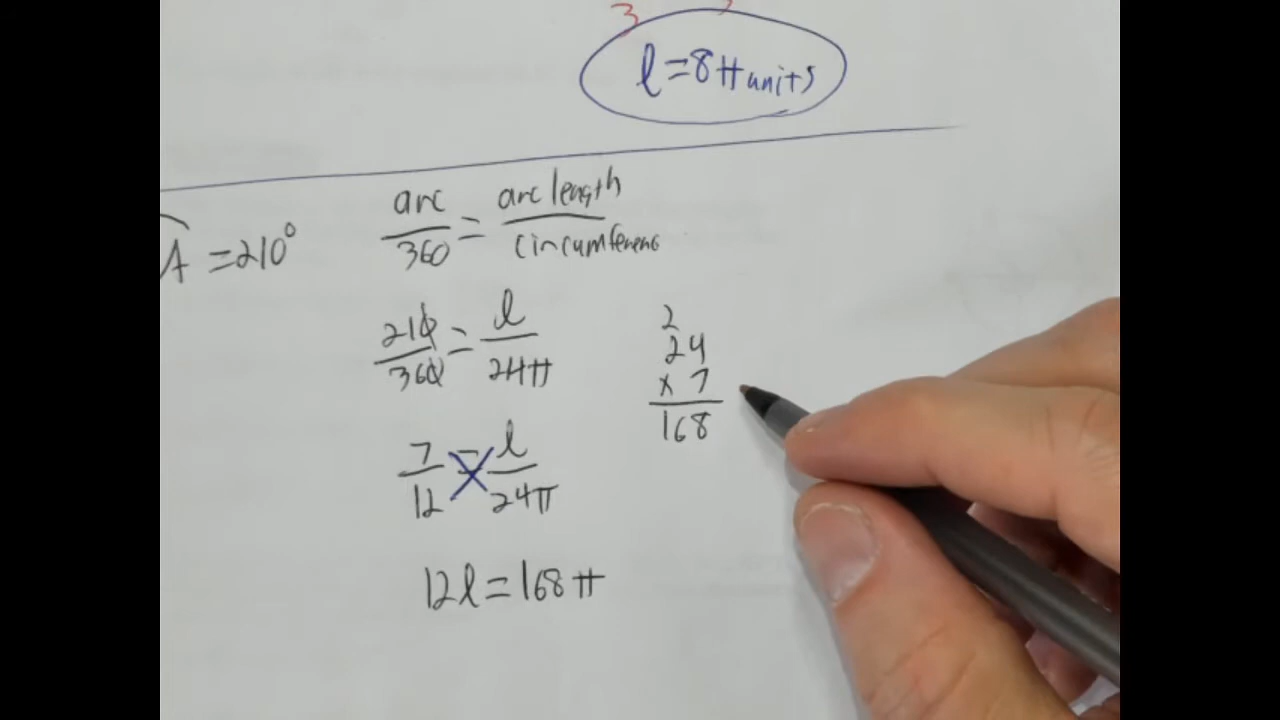 l = 8π units
A = 210°
arc/360 = arc length/circumferenc
210/360 = l/24π
2
24
x 7
168
7/12 = l/24π
12l = 168π